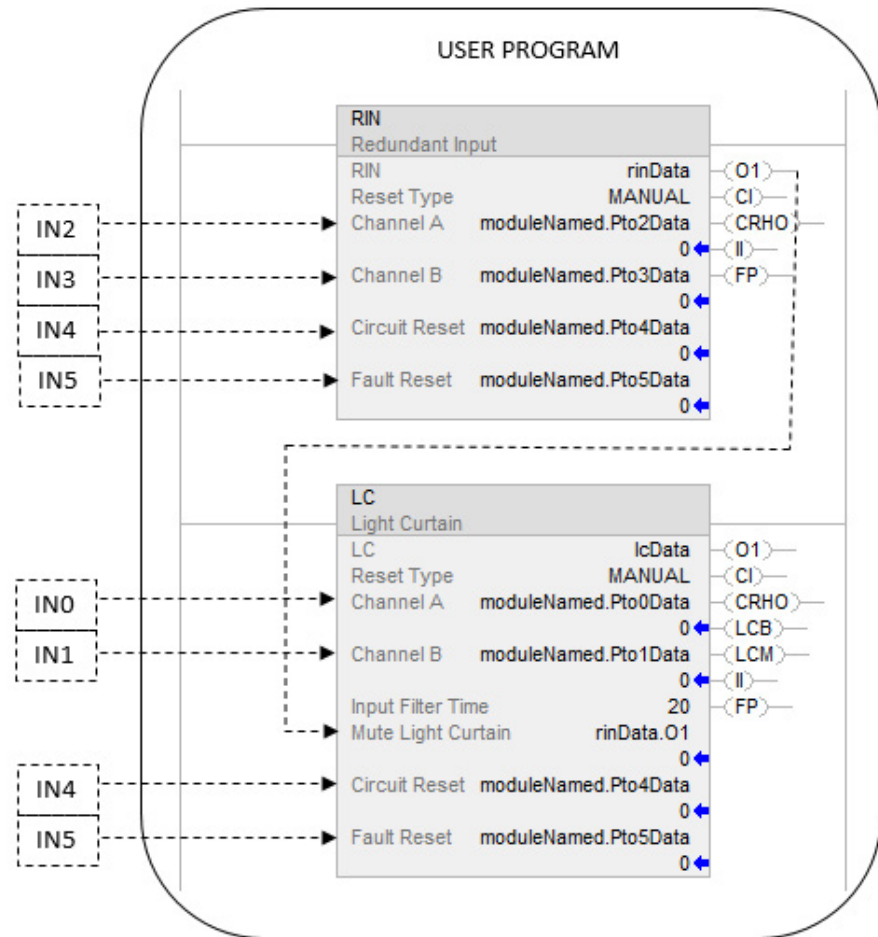 USER PROGRAM
RIN
Redundant Input
RIN rinData O1
Reset Type MANUAL CI
IN2 Channel A moduleNamed.Pto2Data CRHO
0 II
IN3 Channel B moduleNamed.Pto3Data FP
0
IN4 Circuit Reset moduleNamed.Pto4Data
0
IN5 Fault Reset moduleNamed.Pto5Data
0
LC
Light Curtain
LC lcData O1
Reset Type MANUAL CI
IN0 Channel A moduleNamed.Pto0Data CRHO
0 LCB
IN1 Channel B moduleNamed.Pto1Data LCM
0 II
Input Filter Time 20 FP
Mute Light Curtain rinData.O1
0
IN4 Circuit Reset moduleNamed.Pto4Data
0
IN5 Fault Reset moduleNamed.Pto5Data
0